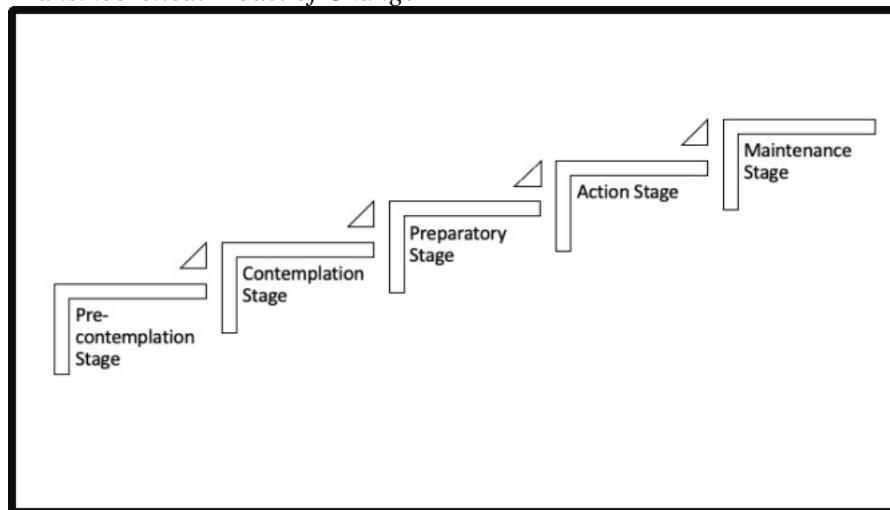 Pre-
contemplation
Stage
Contemplation
Stage
Preparatory
Stage
Action Stage
Maintenance
Stage